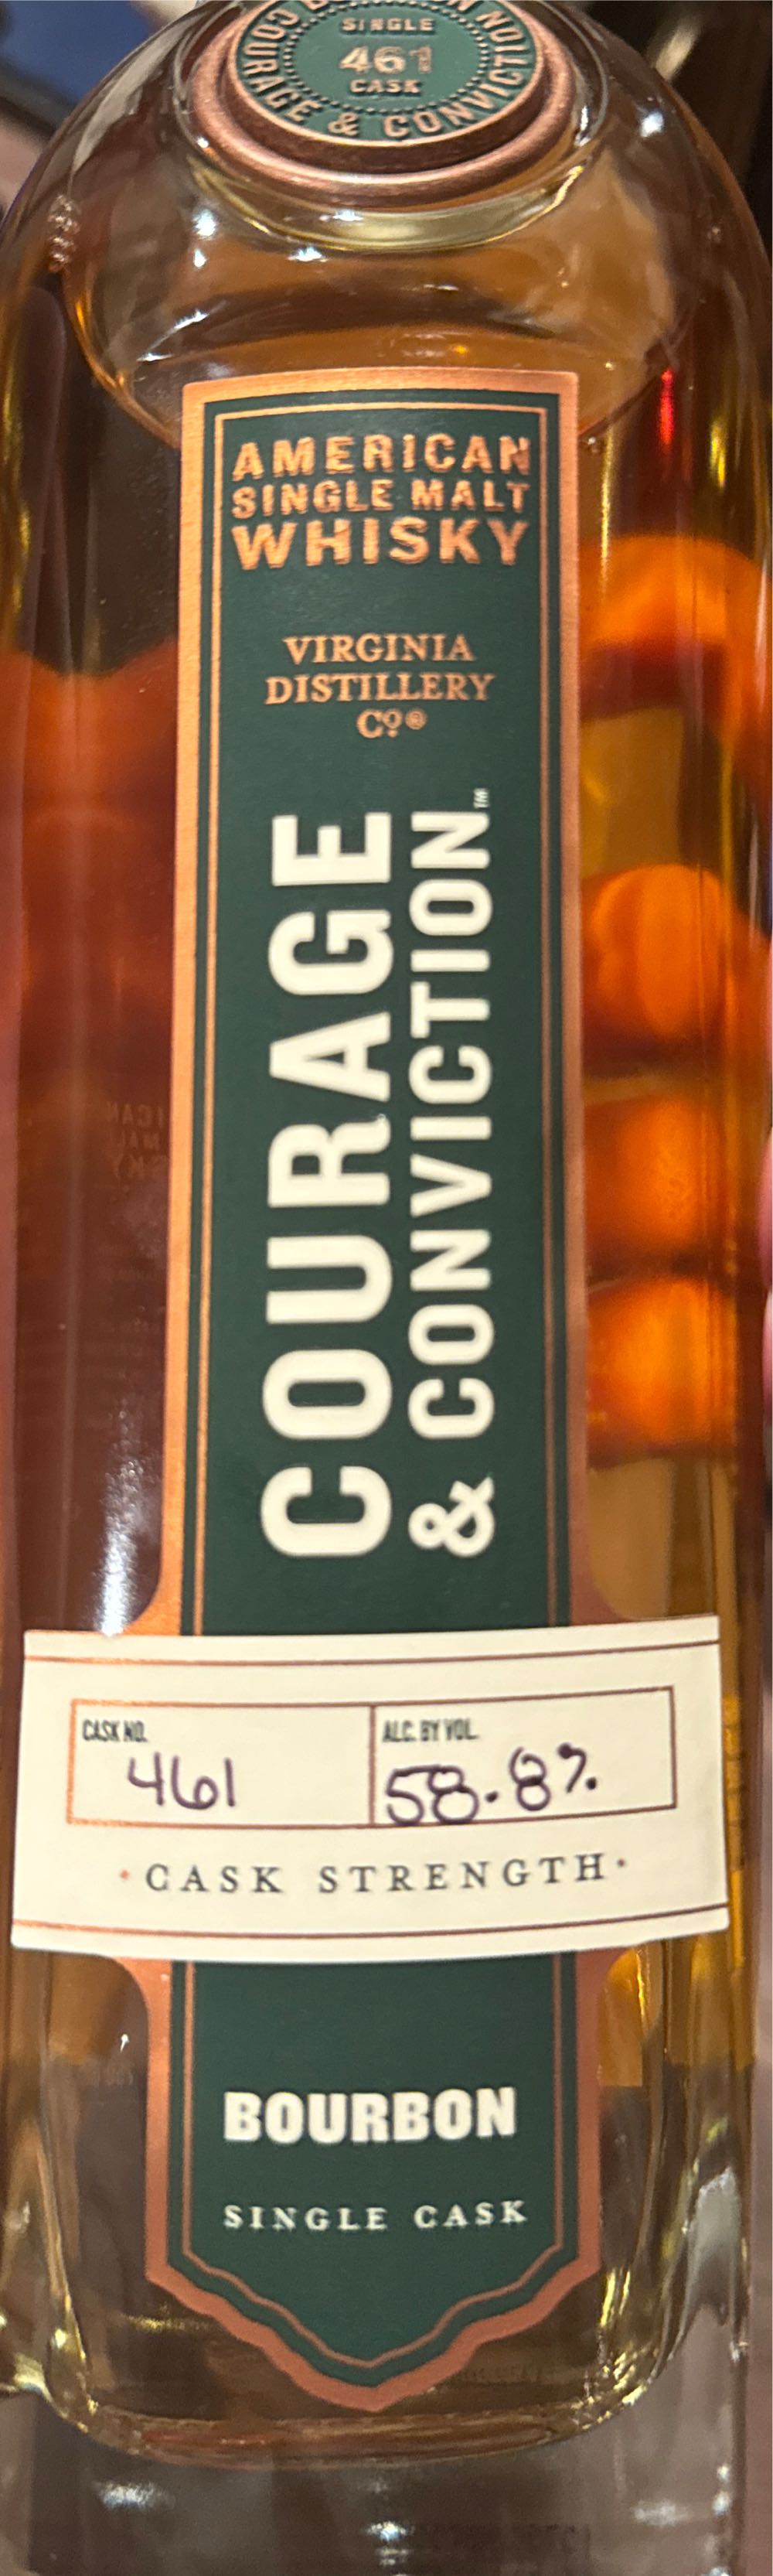 SINGLE
461
CASK
COURAGE & CONVICTION
AMERICAN
SINGLE MALT
WHISKY
VIRGINIA
DISTILLERY
Cº®
COURAGE
& CONVICTION™
CASK NO.
461
ALC. BY VOL.
58.8%
·CASK STRENGTH·
BOURBON
SINGLE CASK